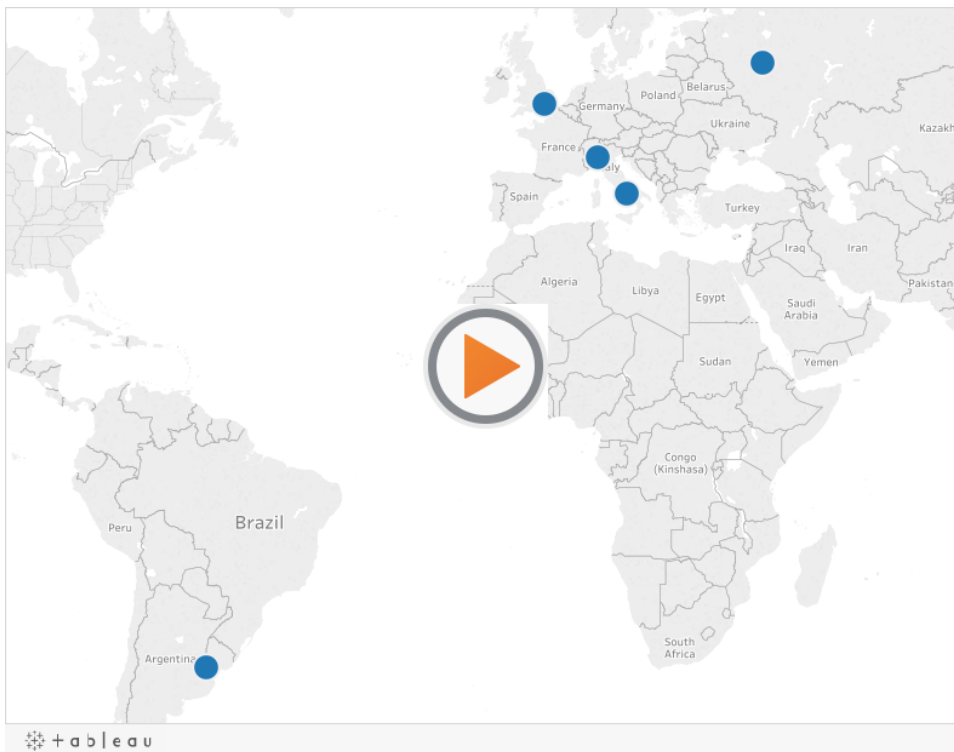 Poland
Belarus
Germany
Ukraine
Kazakh
France
aly
Spain
Turkey
Iraq
Iran
Algeria
Libya
Egypt
Pakistan
Saudi
Arabia
Sudan
Yemen
Congo
(Kinshasa)
Brazil
Peru
South
Africa
Argentina
+ a b l e a u